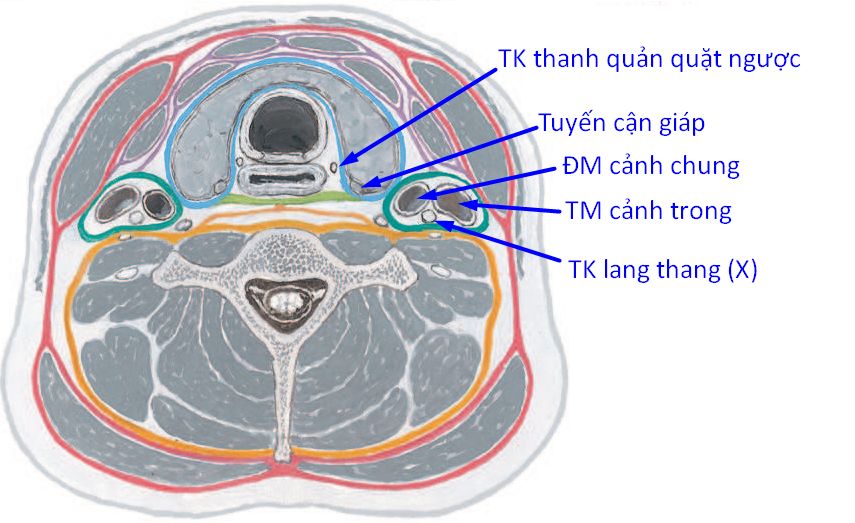 TK thanh quản quặt ngược
Tuyến cận giáp
ĐM cảnh chung
TM cảnh trong
TK lang thang (X)